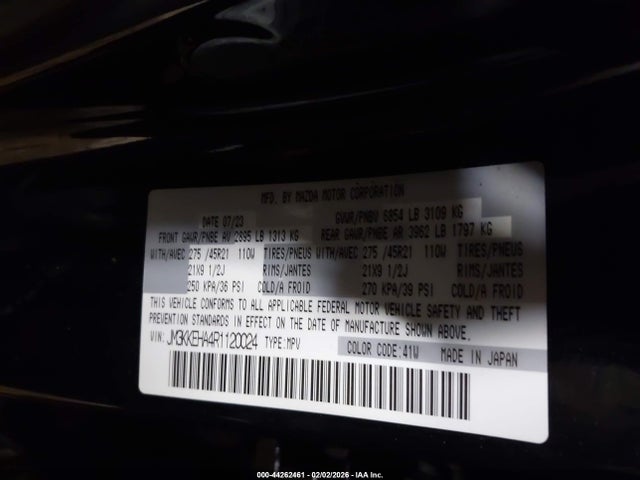 MFD. BY MAZDA MOTOR CORPORATION
DATE 07/23 GVWR/PNBV 6854 LB 3109 KG
FRONT GAWR/PNBE AV 2895 LB 1313 KG REAR GAWR/PNBE AR 3962 LB 1797 KG
WITH/AVEC 275 /45R21 110W TIRES/PNEUS WITH/AVEC 275 /45R21 110W TIRES/PNEUS
21X9 1/2J RIMS/JANTES 21X9 1/2J RIMS/JANTES
250 KPA/36 PSI COLD/A FROID 270 KPA/39 PSI COLD/A FROID
THIS VEHICLE CONFORMS TO ALL APPLICABLE FEDERAL MOTOR VEHICLE SAFETY AND THEFT
PREVENTION STANDARDS IN EFFECT ON THE DATE OF MANUFACTURE SHOWN ABOVE.
VIN: JM3KKEHA4R1120024 TYPE:MPV COLOR CODE:41W MADE IN JAPAN
000-44262461 - 02/02/2026 - IAA Inc.